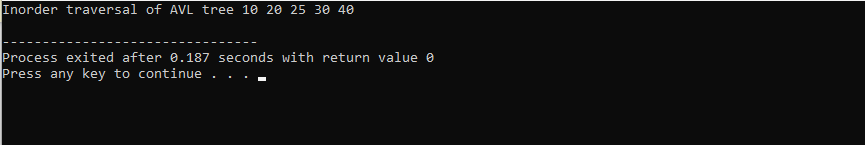 Inorder traversal of AVL tree 10 20 25 30 40
--------------------------------
Process exited after 0.187 seconds with return value 0
Press any key to continue . . .